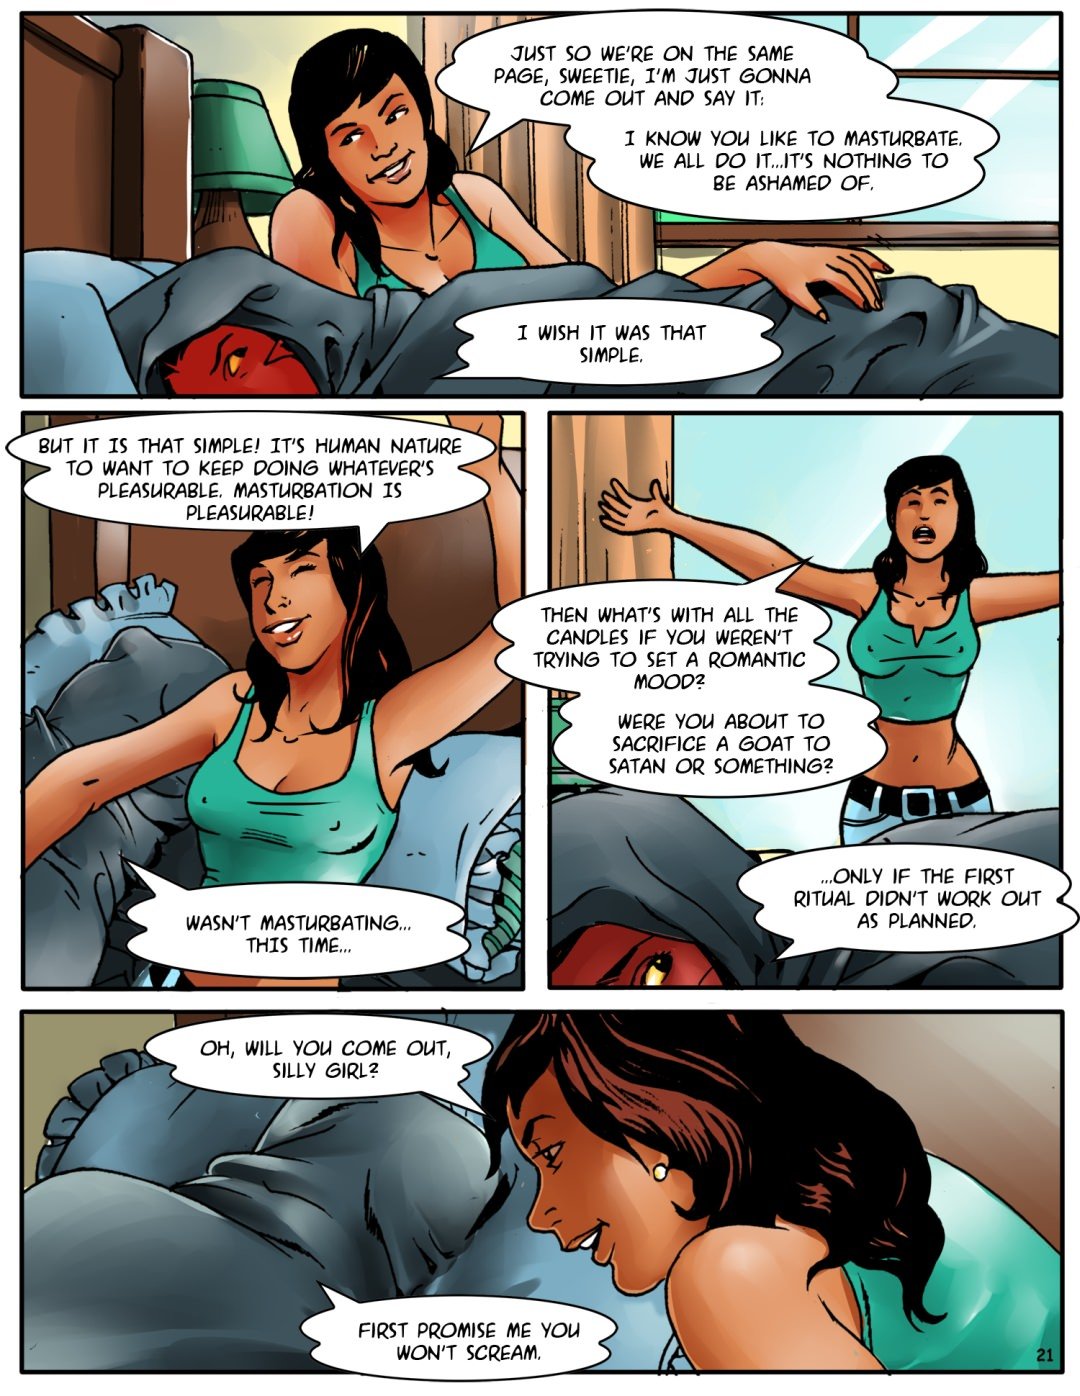 JUST SO WE'RE ON THE SAME
PAGE, SWEETIE, I'M JUST GONNA
COME OUT AND SAY IT:
I KNOW YOU LIKE TO MASTURBATE.
WE ALL DO IT...IT'S NOTHING TO
BE ASHAMED OF.
I WISH IT WAS THAT
SIMPLE.
BUT IT IS THAT SIMPLE! IT'S HUMAN NATURE
TO WANT TO KEEP DOING WHATEVER'S
PLEASURABLE. MASTURBATION IS
PLEASURABLE!
WASN'T MASTURBATING...
THIS TIME...
THEN WHAT'S WITH ALL THE
CANDLES IF YOU WEREN'T
TRYING TO SET A ROMANTIC
MOOD?
WERE YOU ABOUT TO
SACRIFICE A GOAT TO
SATAN OR SOMETHING?
...ONLY IF THE FIRST
RITUAL DIDN'T WORK OUT
AS PLANNED.
OH, WILL YOU COME OUT,
SILLY GIRL?
FIRST PROMISE ME YOU
WON'T SCREAM.
21